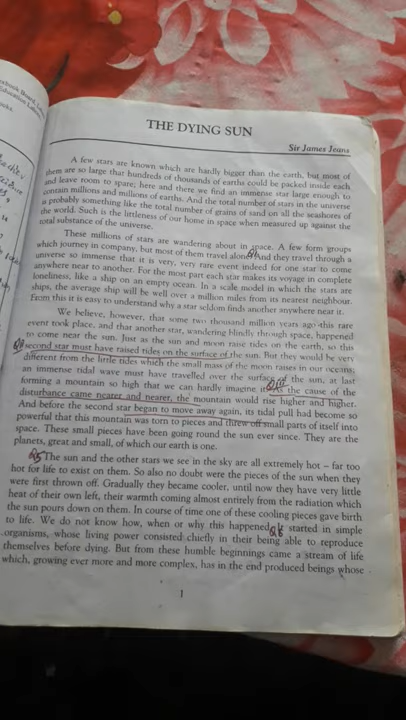 THE DYING SUN
Sir James Jeans
A few stars are known which are hardly bigger than the earth, but most of
them are so large that hundreds of thousands of earths could be packed inside each
and leave room to spare; here and there we find an immense star large enough to
contain millions and millions of earths. And the total number of stars in the universe
is probably something like the total number of grains of sand on all the seashores of
the world. Such is the littleness of our home in space when measured up against the
total substance of the universe.
These millions of stars are wandering about in space. A few form groups
which journey in company, but most of them travel alone. And they travel through a
universe so immense that it is very, very rare event indeed for one star to come
anywhere near to another. For the most part each star makes its voyage in complete
loneliness, like a ship on an empty ocean. In a scale model in which the stars are
ships, the average ship will be well over a million miles from its nearest neighbour.
From this it is easy to understand why a star seldom finds another anywhere near it.
We believe, however, that some two thousand million years ago this rare
event took place, and that another star, wandering blindly through space, happened
to come near the sun. Just as the sun and moon raise tides on the earth, so this
second star must have raised tides on the surface of the sun. But they would be very
different from the little tides which the small mass of the moon raises in our oceans;
an immense tidal wave must have travelled over the surface of the sun, at last
forming a mountain so high that we can hardly imagine it. As the cause of the
disturbance came nearer and nearer, the mountain would rise higher and higher.
And before the second star began to move away again, its tidal pull had become so
powerful that this mountain was torn to pieces and threw off small parts of itself into
space. These small pieces have been going round the sun ever since. They are the
planets, great and small, of which our earth is one.
Q5 The sun and the other stars we see in the sky are all extremely hot – far too
hot for life to exist on them. So also no doubt were the pieces of the sun when they
were first thrown off. Gradually they became cooler, until now they have very little
heat of their own left, their warmth coming almost entirely from the radiation which
the sun pours down on them. In course of time one of these cooling pieces gave birth
to life. We do not know, how, when or why this happened. Q6 It started in simple
organisms, whose living power consisted chiefly in their being able to reproduce
themselves before dying. But from these humble beginnings came a stream of life
which, growing ever more and more complex, has in the end produced beings whose
1